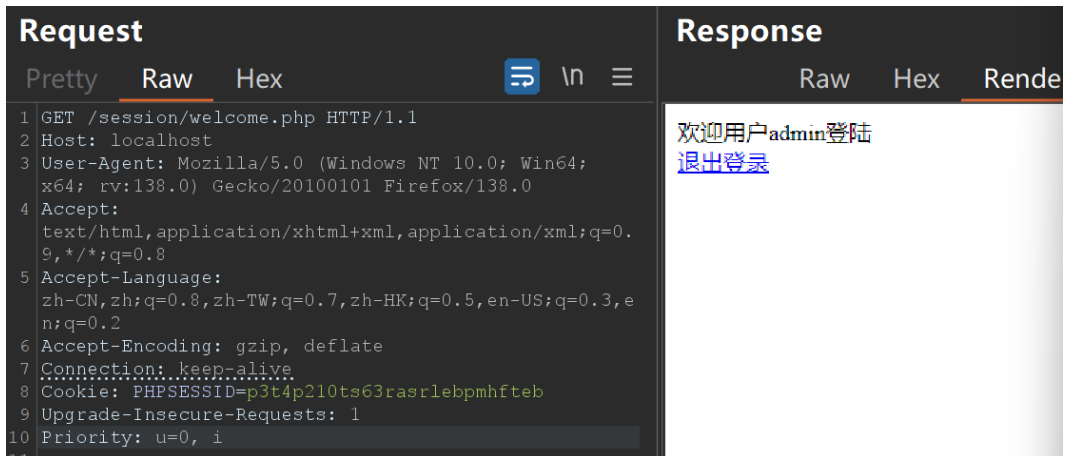 Request
Pretty Raw Hex \n
1 GET /session/welcome.php HTTP/1.1
2 Host: localhost
3 User-Agent: Mozilla/5.0 (Windows NT 10.0; Win64;
x64; rv:138.0) Gecko/20100101 Firefox/138.0
4 Accept:
text/html,application/xhtml+xml,application/xml;q=0.
9,*/*;q=0.8
5 Accept-Language:
zh-CN,zh;q=0.8,zh-TW;q=0.7,zh-HK;q=0.5,en-US;q=0.3,e
n;q=0.2
6 Accept-Encoding: gzip, deflate
7 Connection: keep-alive
8 Cookie: PHPSESSID=p3t4p210ts63rasrlebpmhfteb
9 Upgrade-Insecure-Requests: 1
10 Priority: u=0, i
Response
Raw Hex Rende
欢迎用户admin登陆
退出登录